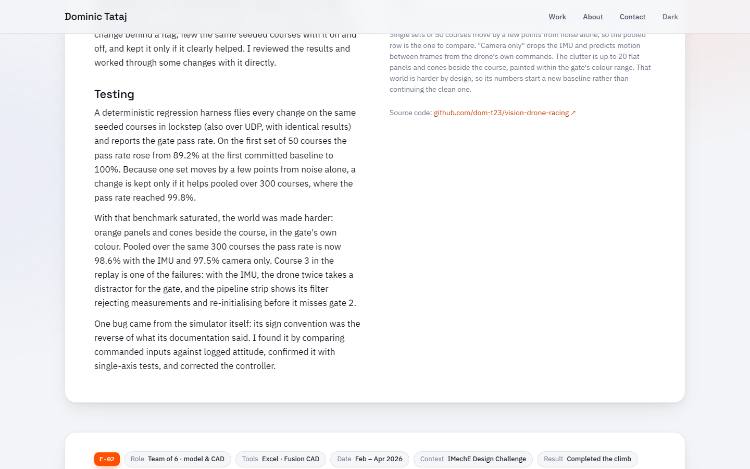 Dominic Tataj
Work About Contact Dark
change behind a flag, flew the same seeded courses with it on and
off, and kept it only if it clearly helped. I reviewed the results and
worked through some changes with it directly.
Testing
A deterministic regression harness flies every change on the same
seeded courses in lockstep (also over UDP, with identical results)
and reports the gate pass rate. On the first set of 50 courses the
pass rate rose from 89.2% at the first committed baseline to
100%. Because one set moves by a few points from noise alone, a
change is kept only if it helps pooled over 300 courses, where the
pass rate reached 99.8%.
With that benchmark saturated, the world was made harder:
orange panels and cones beside the course, in the gate's own
colour. Pooled over the same 300 courses the pass rate is now
98.6% with the IMU and 97.5% camera only. Course 3 in the
replay is one of the failures: with the IMU, the drone twice takes a
distractor for the gate, and the pipeline strip shows its filter
rejecting measurements and re-initialising before it misses gate 2.
One bug came from the simulator itself: its sign convention was the
reverse of what its documentation said. I found it by comparing
commanded inputs against logged attitude, confirmed it with
single-axis tests, and corrected the controller.
Single sets of 50 courses move by a few points from noise alone, so the pooled
row is the one to compare. "Camera only" drops the IMU and predicts motion
between frames from the drone's own commands. The clutter is up to 20 flat
panels and cones beside the course, painted within the gate's colour range. That
world is harder by design, so its numbers start a new baseline rather than
continuing the clean one.
Source code: github.com/dom-t23/vision-drone-racing ↗
F-02 Role Team of 6 · model & CAD Tools Excel · Fusion CAD Date Feb – Apr 2026 Context IMechE Design Challenge Result Completed the climb